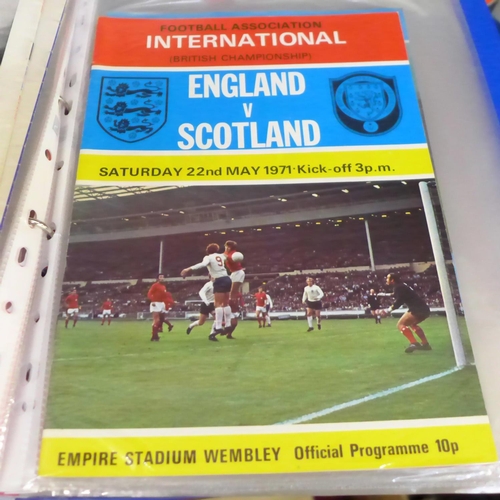 FOOTBALL ASSOCIATION
INTERNATIONAL
(BRITISH CHAMPIONSHIP)
ENGLAND
V
SCOTLAND
SATURDAY 22nd MAY 1971·Kick-off 3p.m.
9
EMPIRE STADIUM WEMBLEY Official Programme 10p